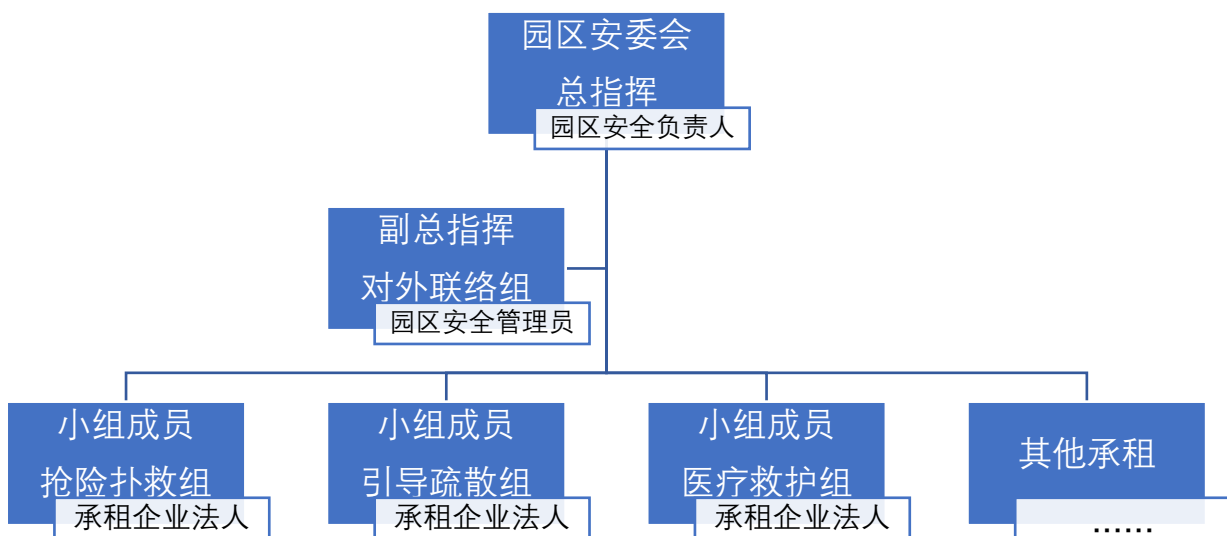 园区安委会
总指挥
园区安全负责人
副总指挥
对外联络组
园区安全管理员
小组成员
抢险扑救组
承租企业法人
小组成员
引导疏散组
承租企业法人
小组成员
医疗救护组
承租企业法人
其他承租
……